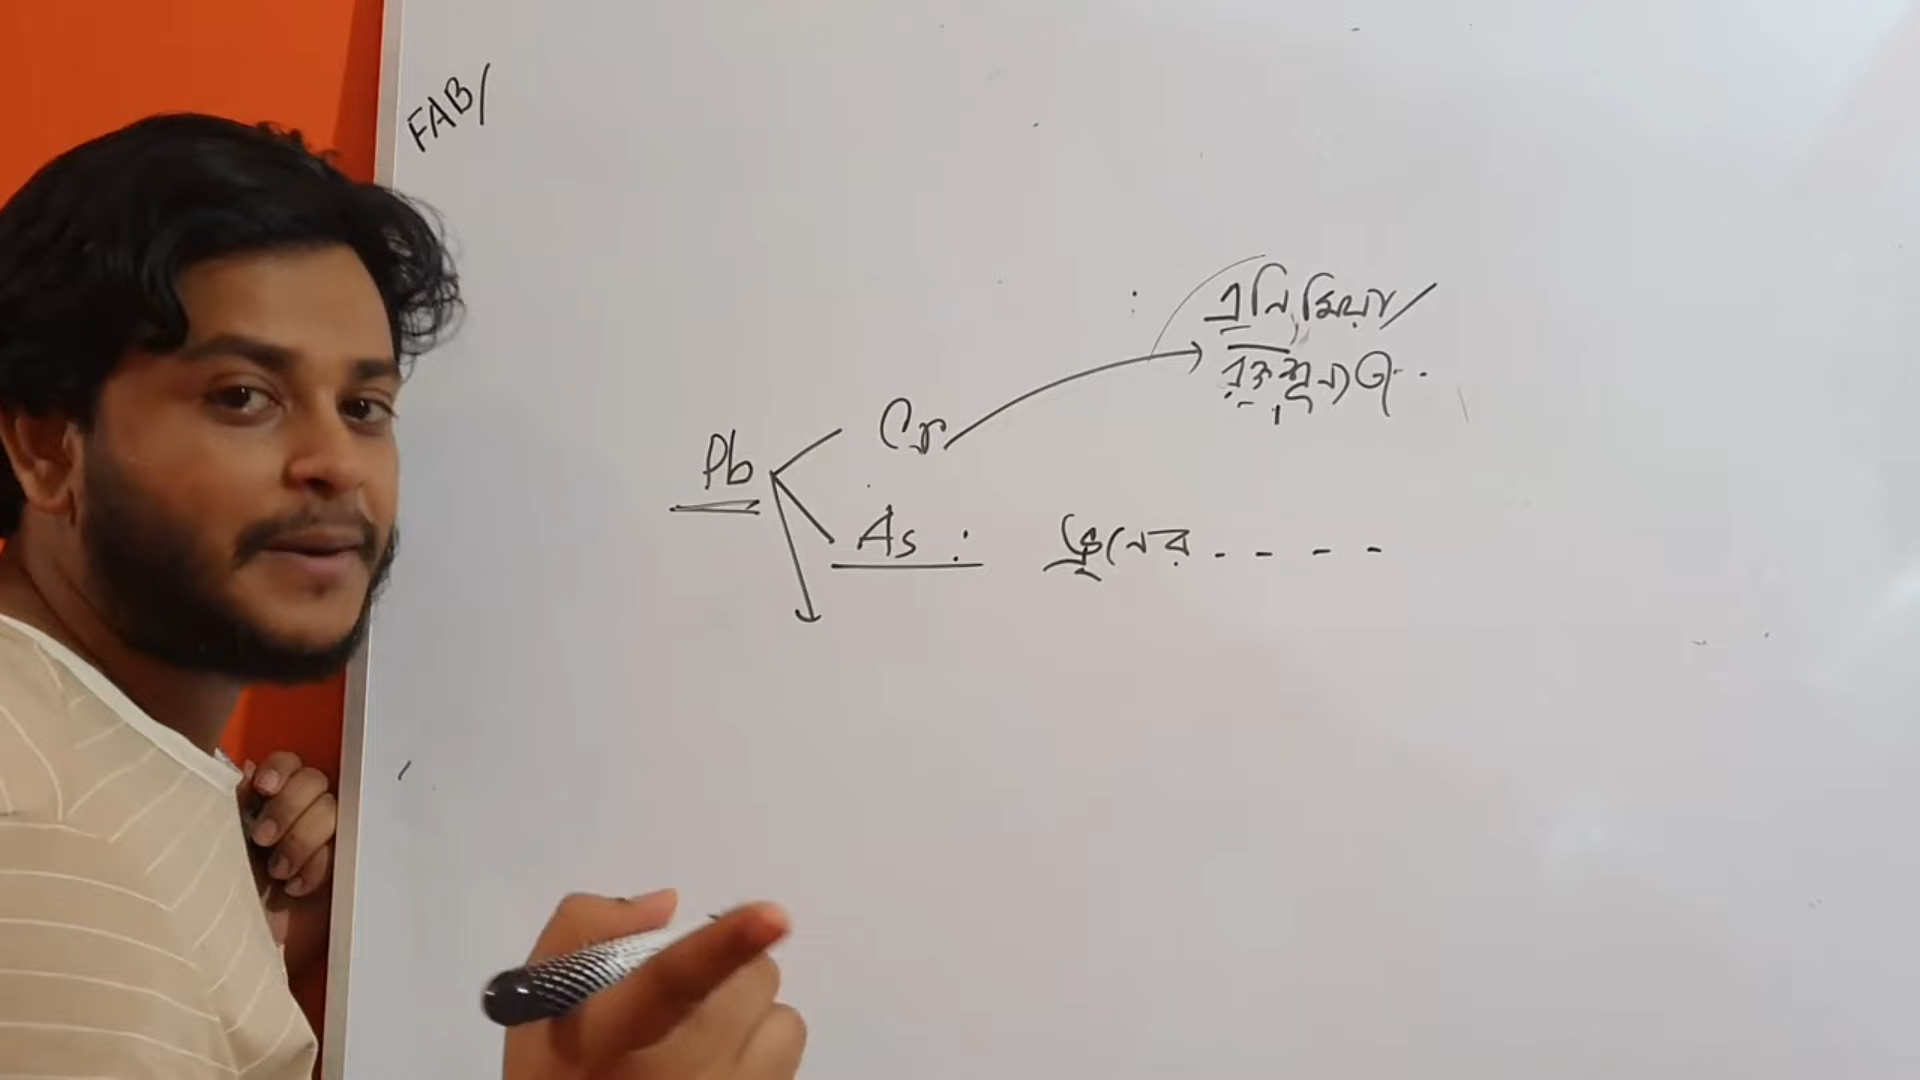 FAB/
এনিমিয়া/
রক্তশূন্যতা..
Pb Cr
As : ব্রেনের - - - -